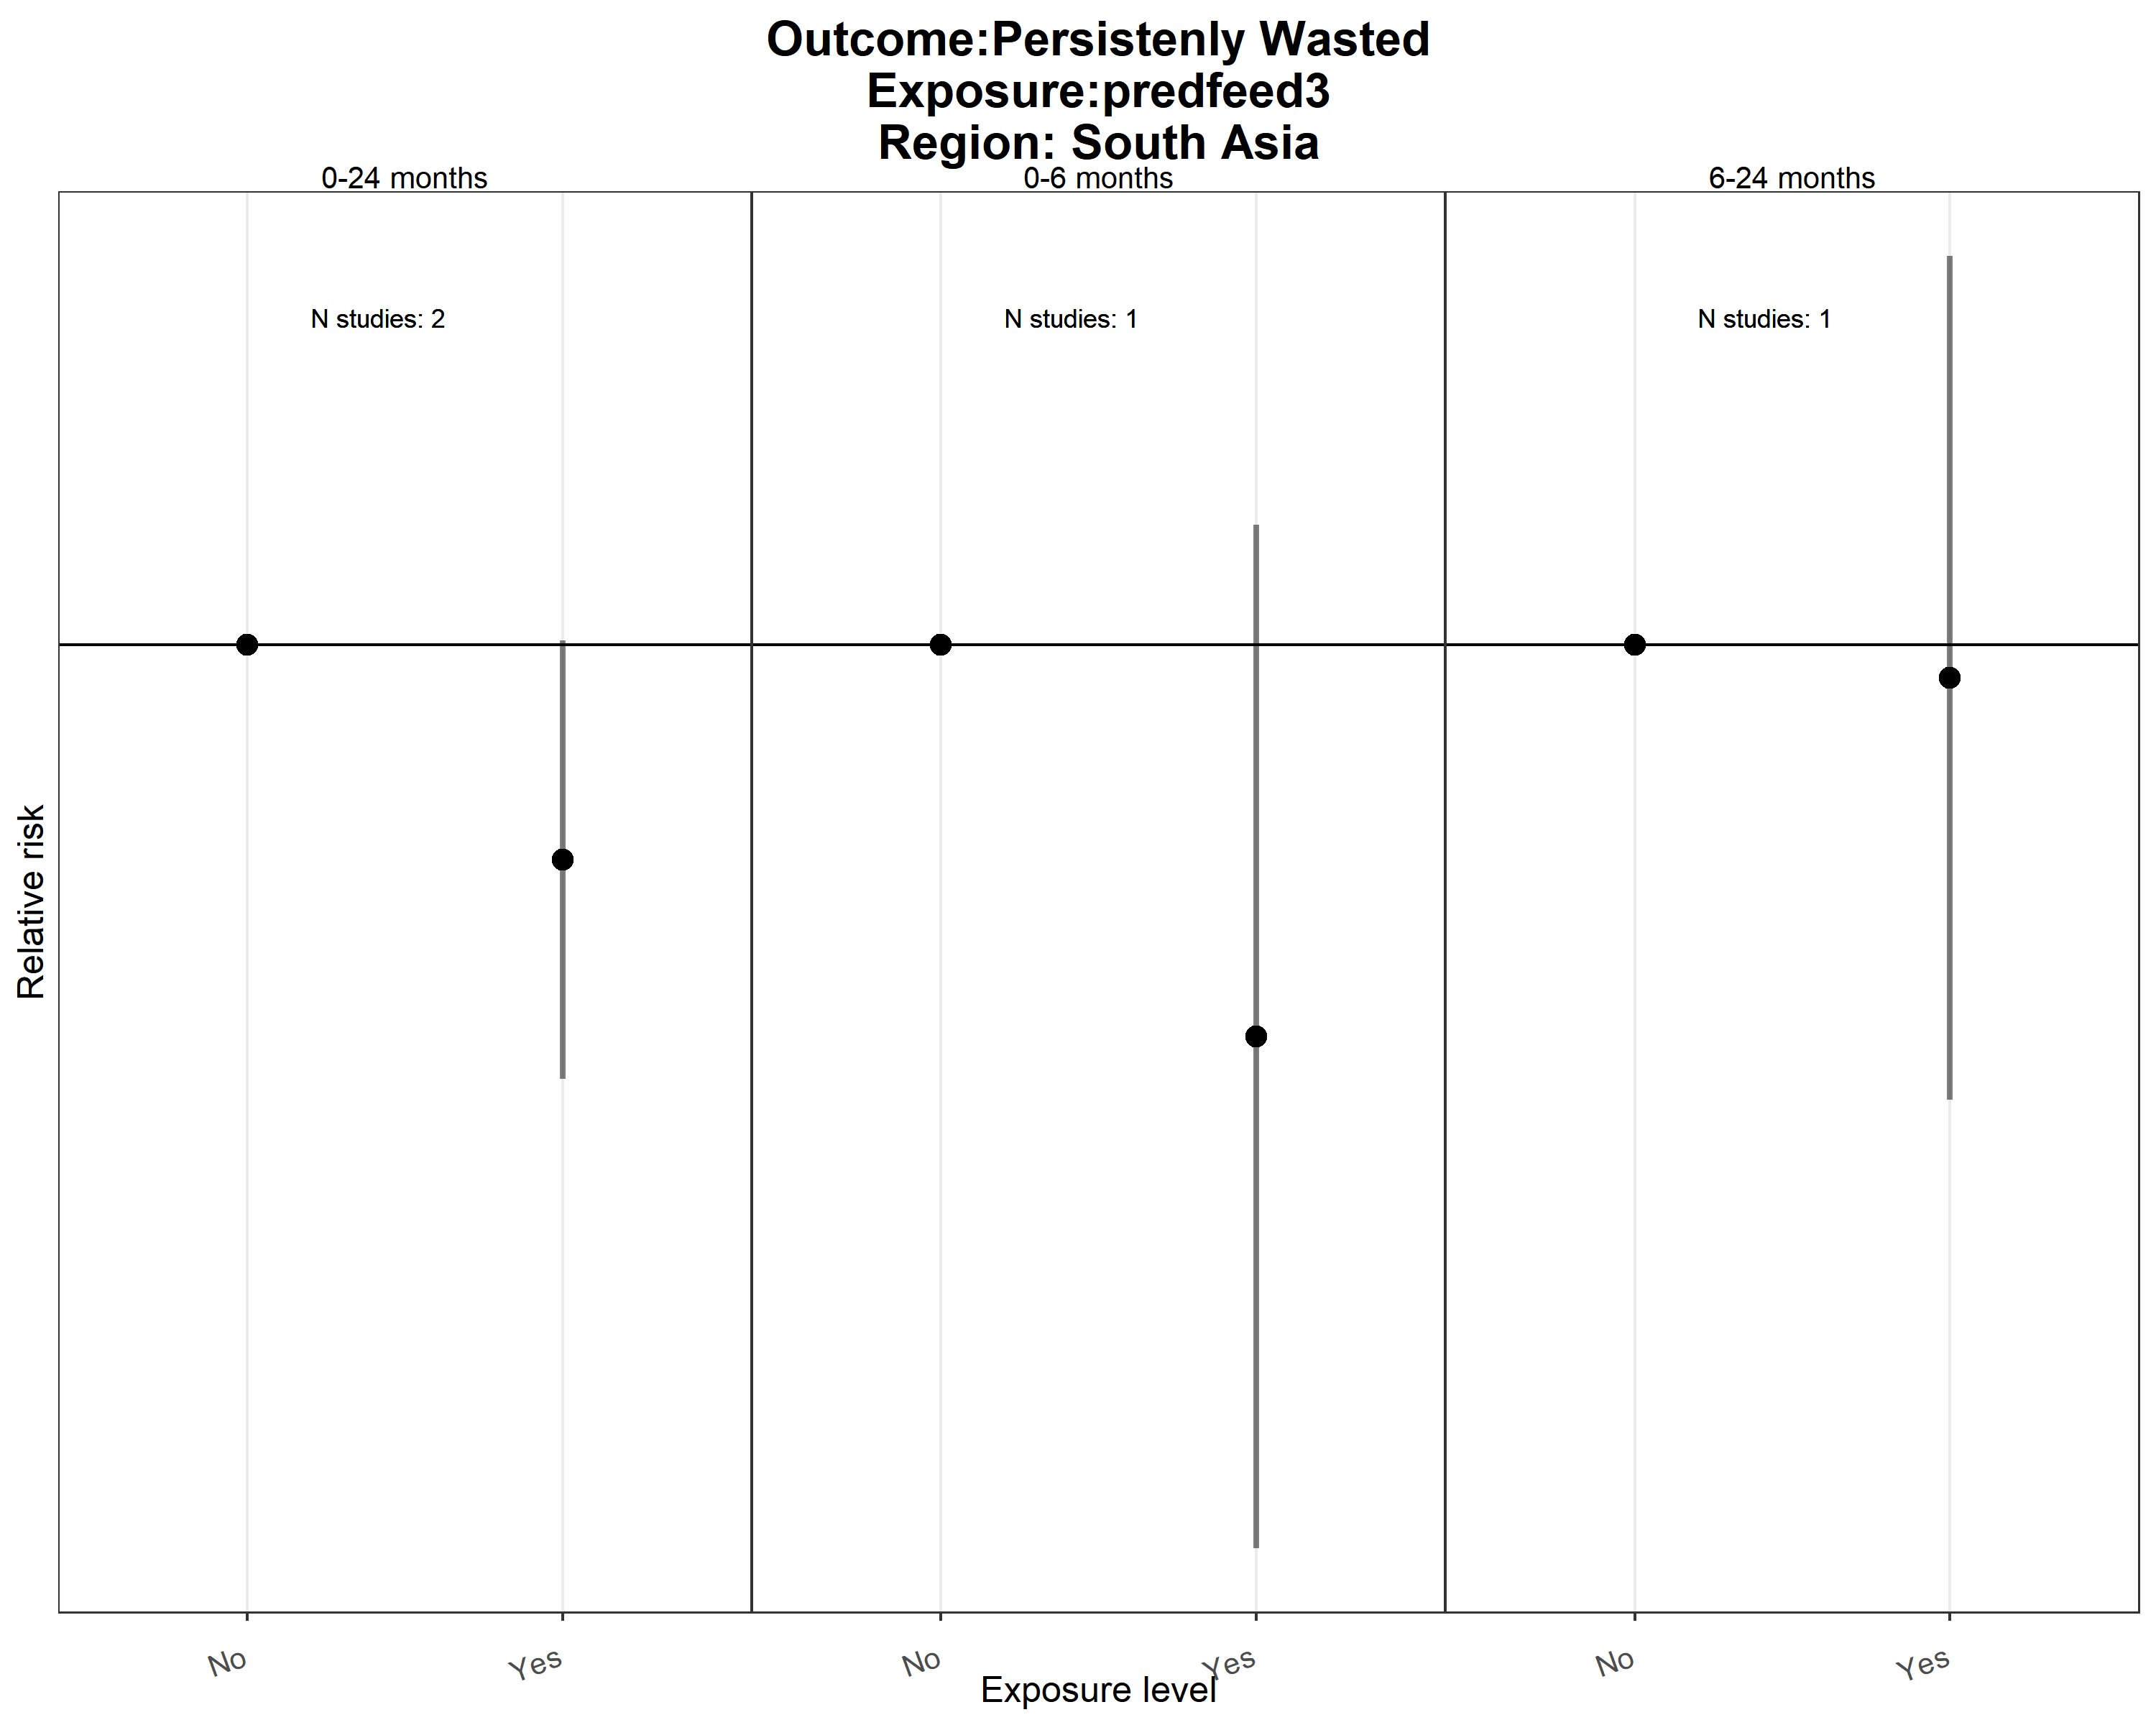 Outcome:Persistenly Wasted
Exposure:predfeed3
Region: South Asia
0-24 months
0-6 months
6-24 months
N studies: 2
N studies: 1
N studies: 1
Relative risk
No
Yes
No
Yes
No
Yes
Exposure level